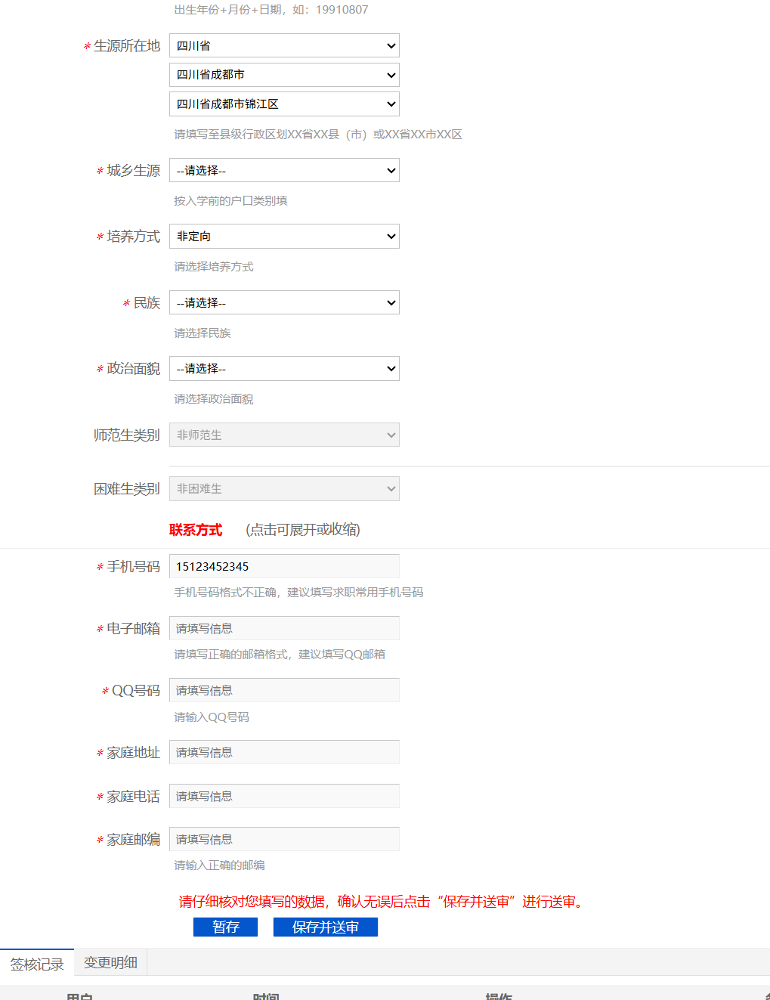 出生年份+月份+日期，如：19910807
* 生源所在地 四川省
四川省成都市
四川省成都市锦江区
请填写至县级行政区划XX省XX县（市）或XX省XX市XX区
* 城乡生源 --请选择--
按入学前的户口类别填
* 培养方式 非定向
请选择培养方式
* 民族 --请选择--
请选择民族
* 政治面貌 --请选择--
请选择政治面貌
师范生类别 非师范生
困难生类别 非困难生
联系方式 (点击可展开或收缩)
* 手机号码 15123452345
手机号码格式不正确，建议填写求职常用手机号码
* 电子邮箱 请填写信息
请填写正确的邮箱格式，建议填写QQ邮箱
* QQ号码 请填写信息
请输入QQ号码
* 家庭地址 请填写信息
* 家庭电话 请填写信息
* 家庭邮编 请填写信息
请输入正确的邮编
请仔细核对您填写的数据，确认无误后点击“保存并送审”进行送审。
暂存 保存并送审
签核记录 变更明细
用户 时间 操作